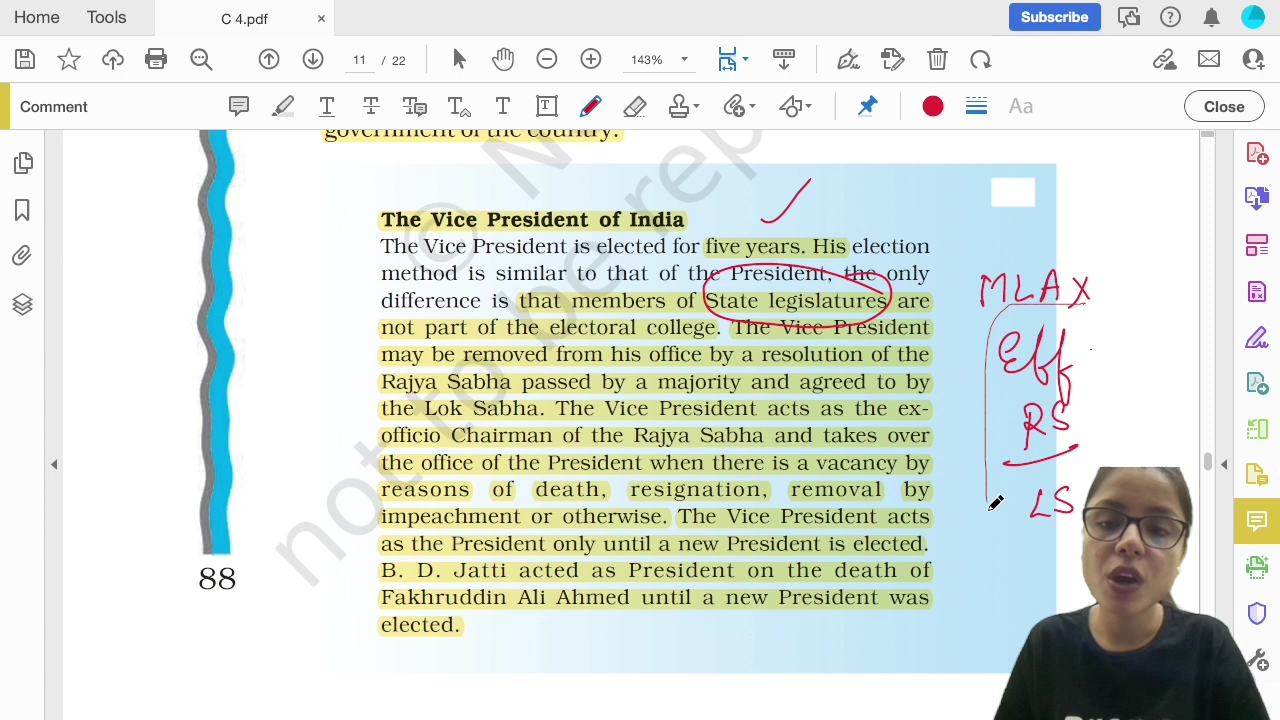 Home Tools C 4.pdf × Subscribe
11 / 22 143%
Comment T T T T T Aa Close
government of the country.
© N
not to be rep
The Vice President of India
The Vice President is elected for five years. His election
method is similar to that of the President, the only
difference is that members of State legislatures are
not part of the electoral college. The Vice President
may be removed from his office by a resolution of the
Rajya Sabha passed by a majority and agreed to by
the Lok Sabha. The Vice President acts as the ex-
officio Chairman of the Rajya Sabha and takes over
the office of the President when there is a vacancy by
reasons of death, resignation, removal by
impeachment or otherwise. The Vice President acts
as the President only until a new President is elected.
B. D. Jatti acted as President on the death of
Fakhruddin Ali Ahmed until a new President was
elected.
88
MLA X
Eff
RS
LS